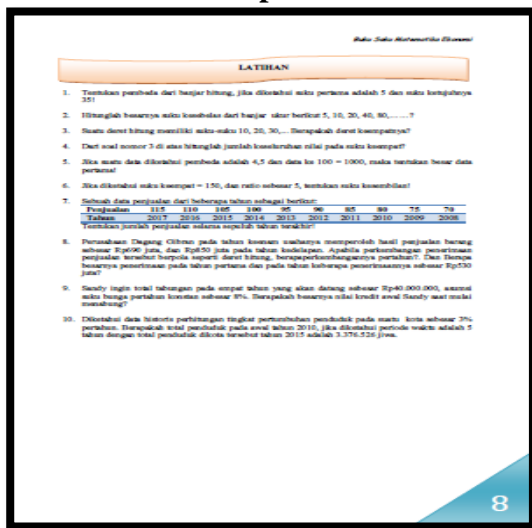 Buku Saku Matematika Ekonomi
LATIHAN
1. Tentukan pembeda dari banjar hitung, jika diketahui suku pertama adalah 5 dan suku ketujuhnya
35!
2. Hitunglah besarnya suku kesebelas dari banjar ukur berikut 5, 10, 20, 40, 80,.......?
3. Suatu deret hitung memiliki suku-suku 10, 20, 30,... Berapakah deret keempatnya?
4. Dari soal nomor 3 di atas hitunglah jumlah keseluruhan nilai pada suku keempat?
5. Jika suatu data diketahui pembeda adalah 4,5 dan data ke 100 = 1000, maka tentukan besar data
pertama!
6. Jika diketahui suku keempat = 150, dan ratio sebesar 5, tentukan suku kesembilan!
7. Sebuah data penjualan dari beberapa tahun sebagai berikut:
Penjualan 115 110 105 100 95 90 85 80 75 70
Tahun 2017 2016 2015 2014 2013 2012 2011 2010 2009 2008
Tentukan jumlah penjualan selama sepuluh tahun terakhir!
8. Perusahaan Dagang Gibran pada tahun keenam usahanya memperoleh hasil penjualan barang
sebesar Rp690 juta, dan Rp850 juta pada tahun kedelapan. Apabila perkembangan penerimaan
penjualan tersebut berpola seperti deret hitung, berapaperkembangannya pertahun?. Dan Berapa
besarnya penerimaan pada tahun pertama dan pada tahun keberapa penerimaannya sebesar Rp530
juta?
9. Sandy ingin total tabungan pada empat tahun yang akan datang sebesar Rp40.000.000, asumsi
suku bunga pertahun konstan sebesar 8%. Berapakah besarnya nilai kredit awal Sandy saat mulai
menabung?
10. Diketahui data historis perhitungan tingkat pertumbuhan penduduk pada suatu kota sebesar 3%
pertahun. Berapakah total penduduk pada awal tahun 2010, jika diketahui periode waktu adalah 5
tahun dengan total penduduk dikota tersebut tahun 2015 adalah 3.376.526 jiwa.
8